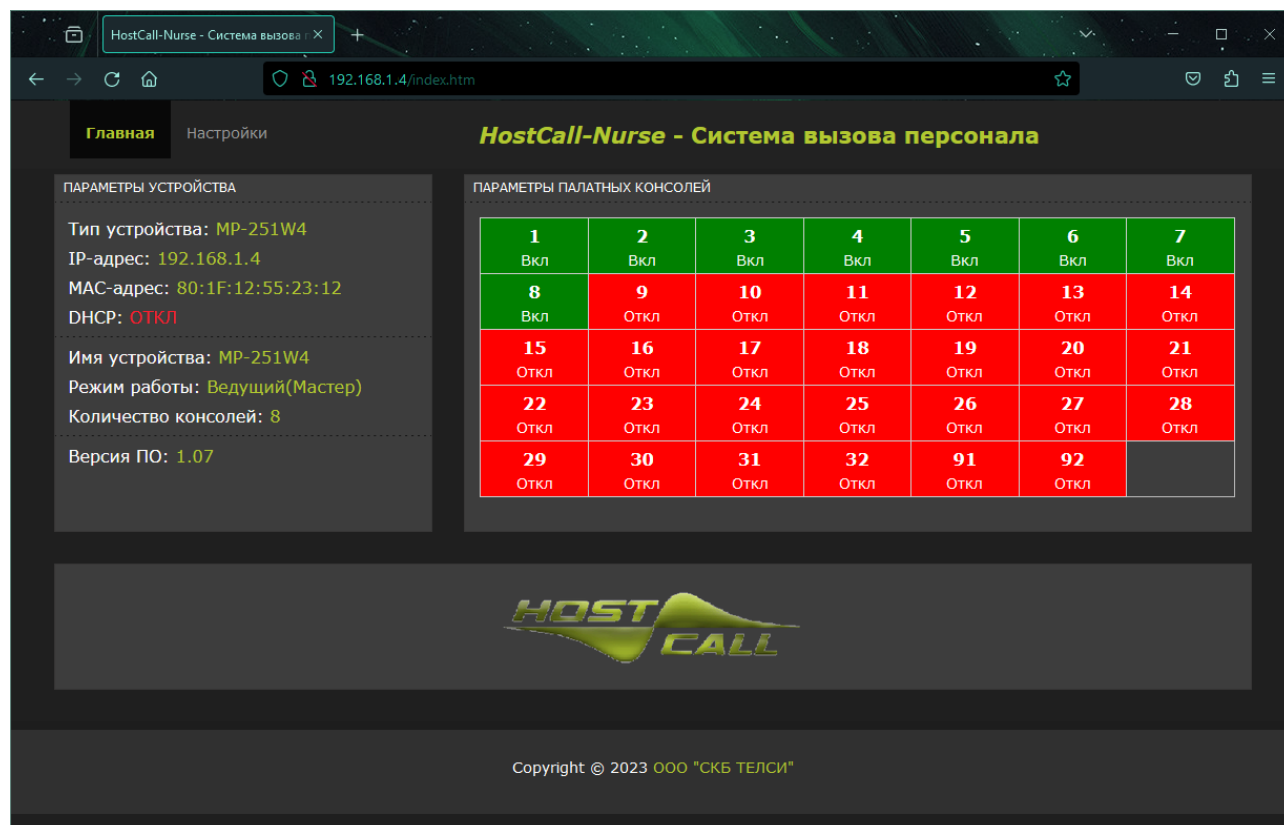 HostCall-Nurse - Система вызова
192.168.1.4/index.htm
Главная Настройки
HostCall-Nurse - Система вызова персонала
ПАРАМЕТРЫ УСТРОЙСТВА
Тип устройства: MP-251W4
IP-адрес: 192.168.1.4
MAC-адрес: 80:1F:12:55:23:12
DHCP: ОТКЛ
Имя устройства: MP-251W4
Режим работы: Ведущий(Мастер)
Количество консолей: 8
Версия ПО: 1.07
ПАРАМЕТРЫ ПАЛАТНЫХ КОНСОЛЕЙ
1 2 3 4 5 6 7
Вкл Вкл Вкл Вкл Вкл Вкл Вкл
8 9 10 11 12 13 14
Вкл Откл Откл Откл Откл Откл Откл
15 16 17 18 19 20 21
Откл Откл Откл Откл Откл Откл Откл
22 23 24 25 26 27 28
Откл Откл Откл Откл Откл Откл Откл
29 30 31 32 91 92
Откл Откл Откл Откл Откл Откл
HOST
CALL
Copyright © 2023 ООО "СКБ ТЕЛСИ"